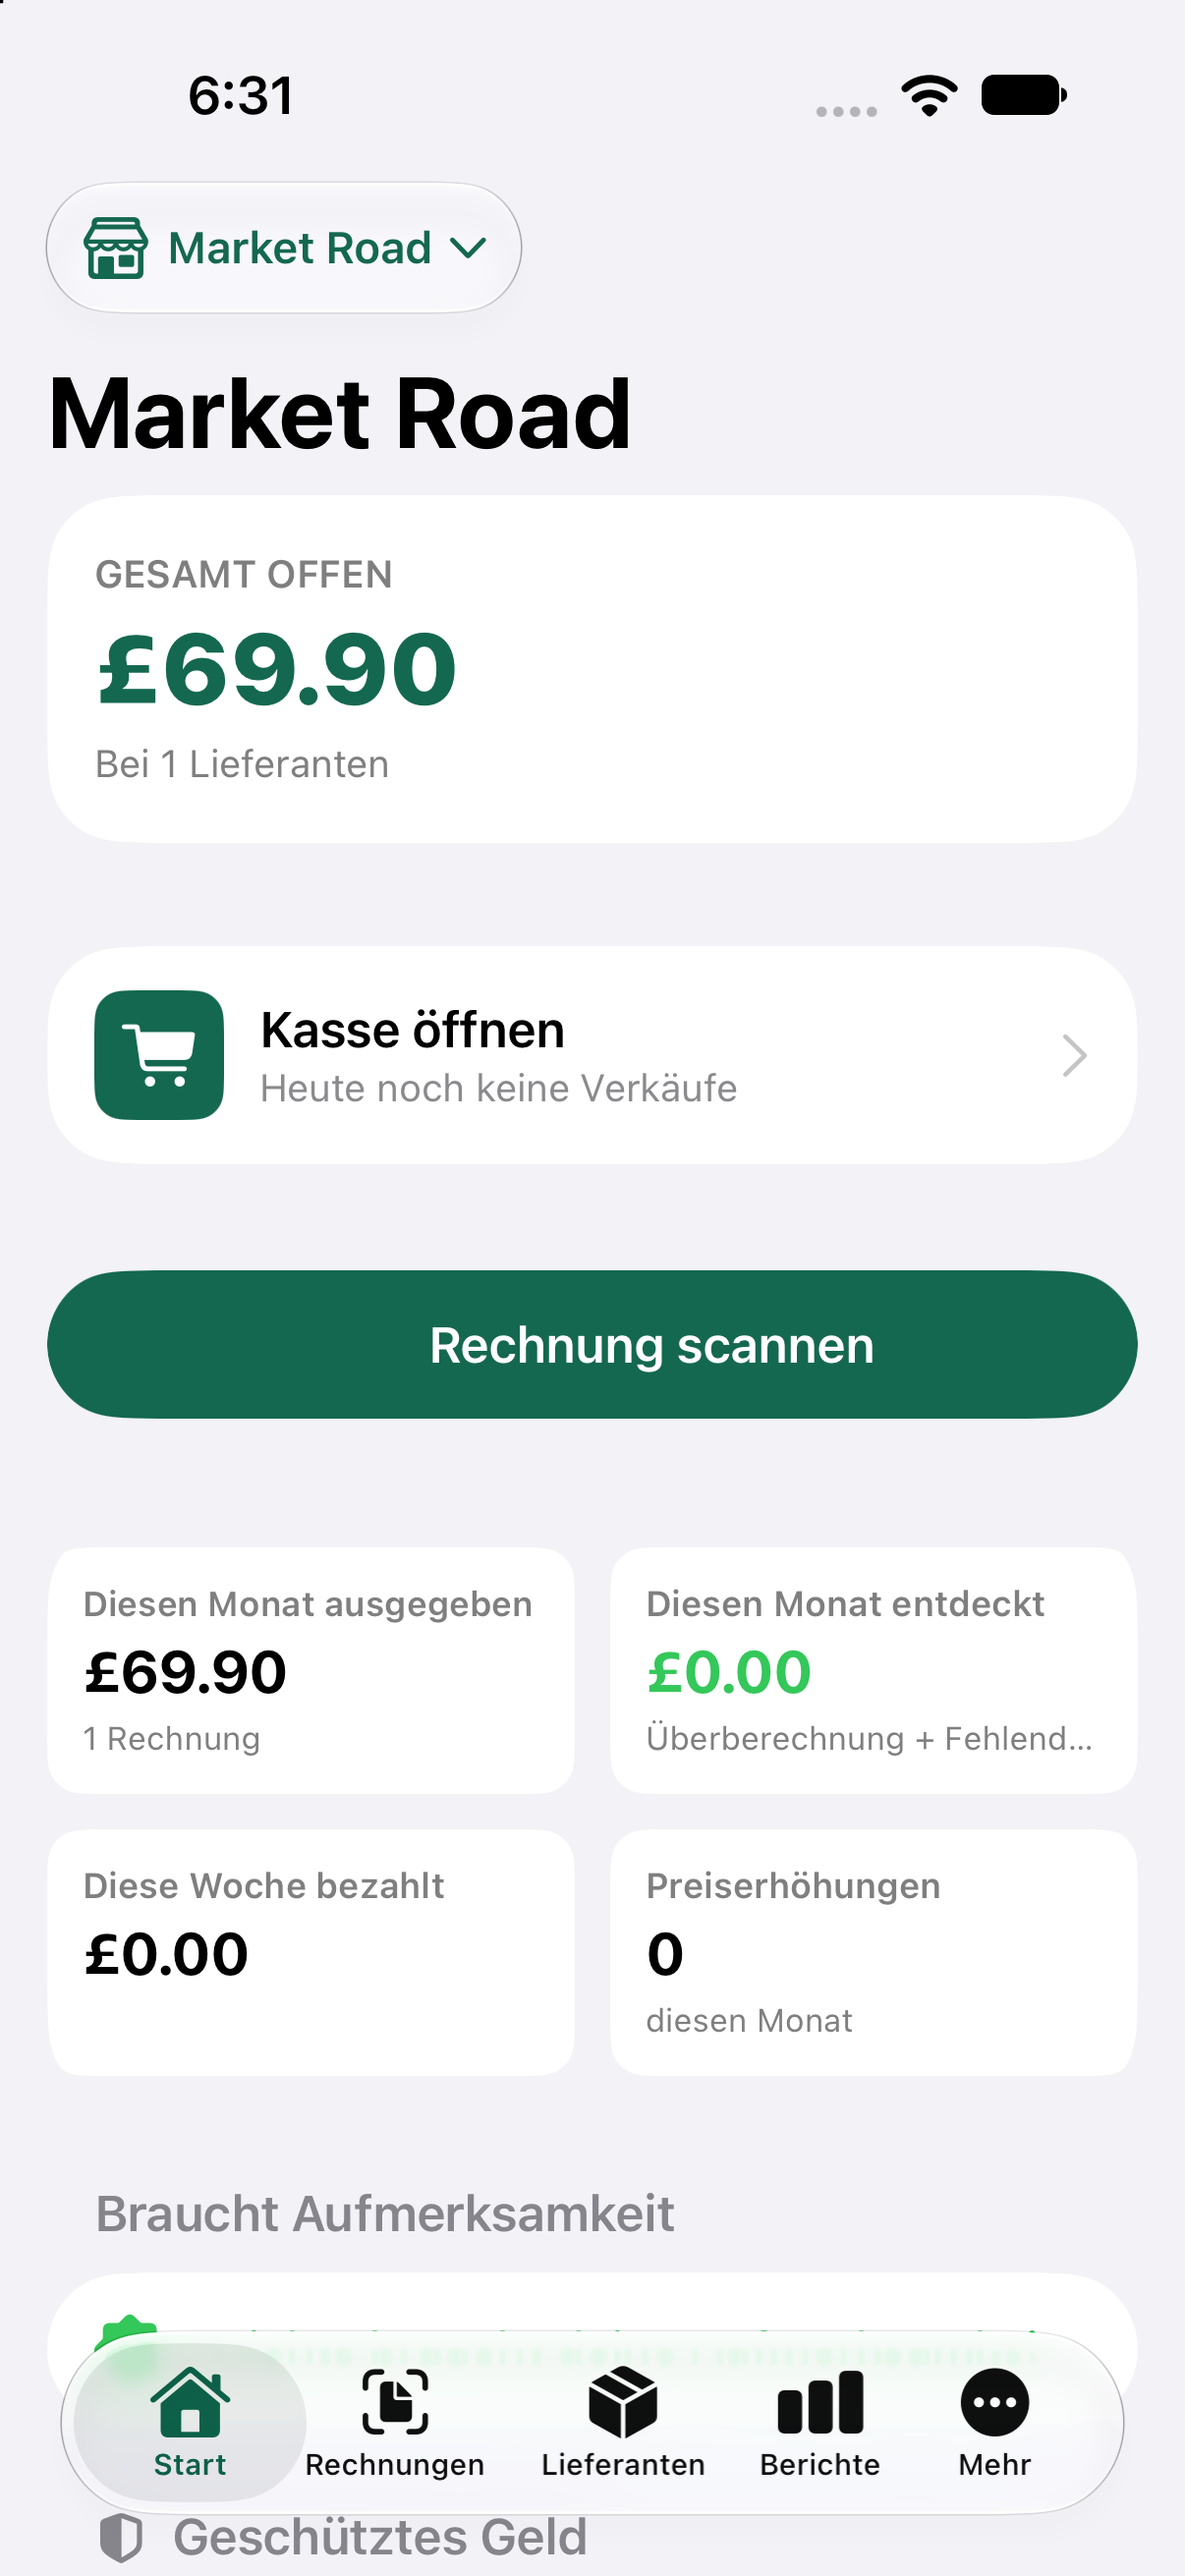 6:31
Market Road
Market Road
GESAMT OFFEN
£69.90
Bei 1 Lieferanten
Kasse öffnen
Heute noch keine Verkäufe
Rechnung scannen
Diesen Monat ausgegeben
£69.90
1 Rechnung
Diesen Monat entdeckt
£0.00
Überberechnung + Fehlend...
Diese Woche bezahlt
£0.00
Preiserhöhungen
0
diesen Monat
Braucht Aufmerksamkeit
Start
Rechnungen
Lieferanten
Berichte
Mehr
Geschütztes Geld